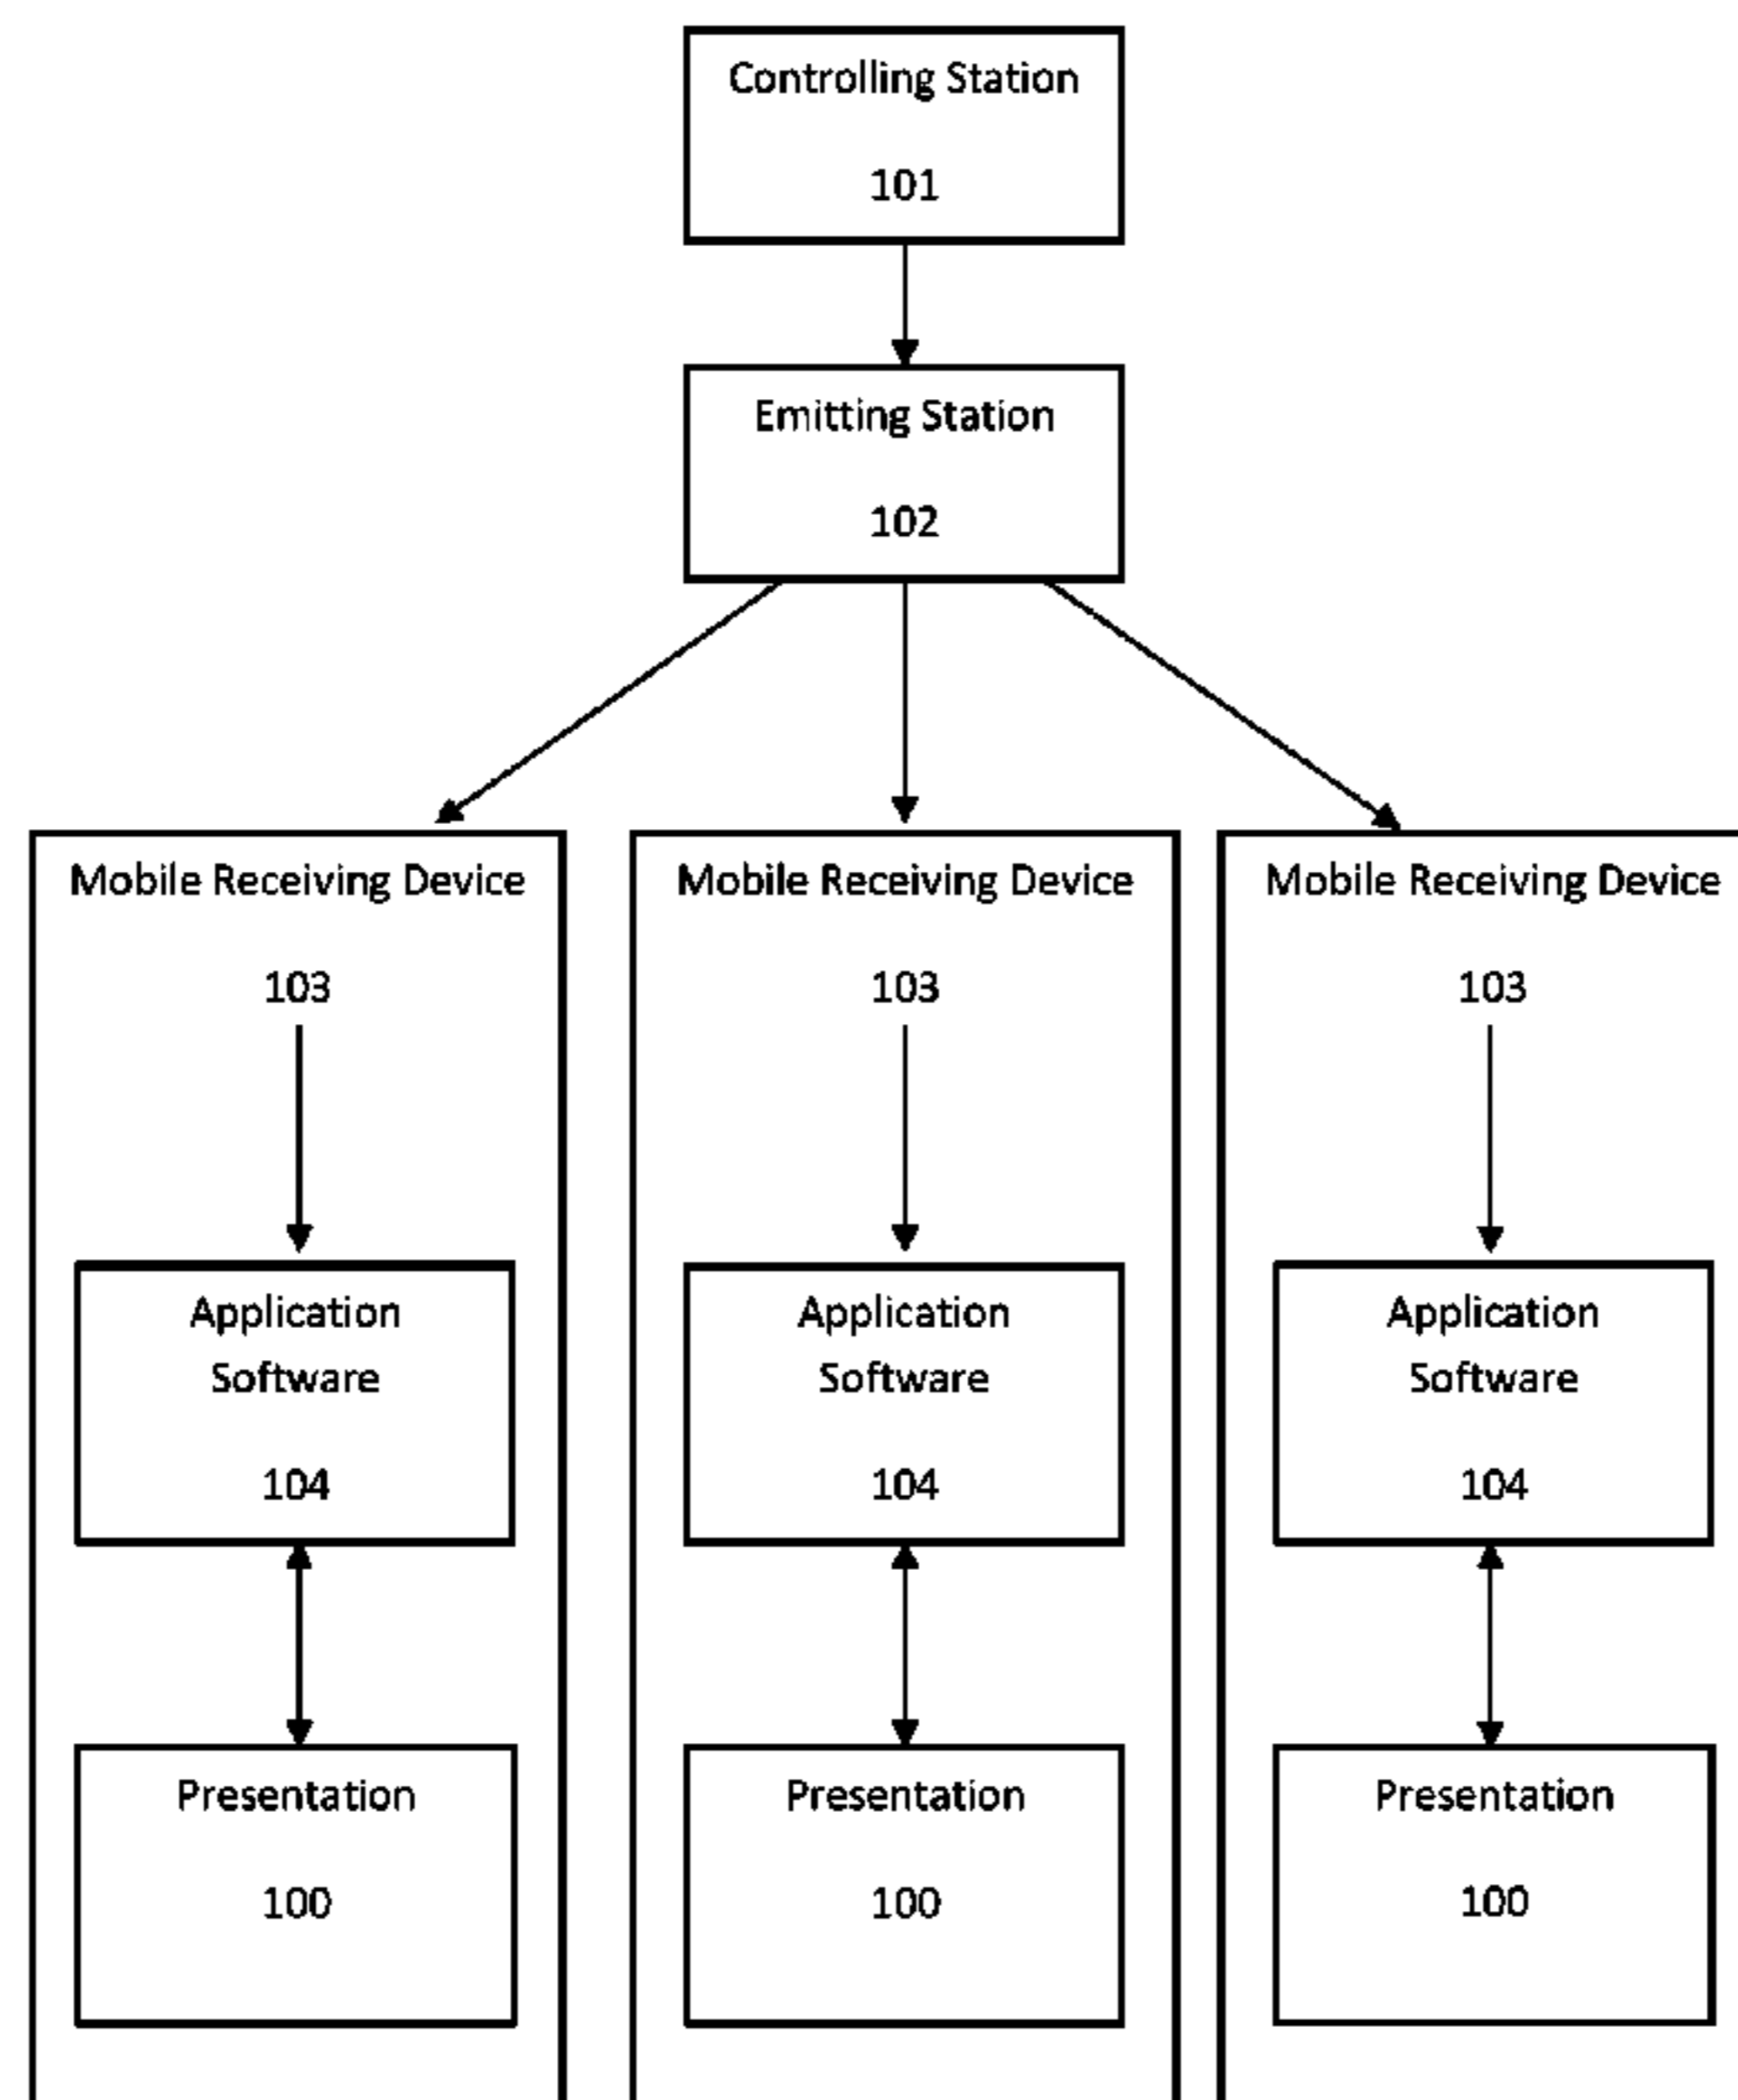 Controlling Station
101
Emitting Station
102
Mobile Receiving Device
103
Application
Software
104
Presentation
100
Mobile Receiving Device
103
Application
Software
104
Presentation
100
Mobile Receiving Device
103
Application
Software
104
Presentation
100